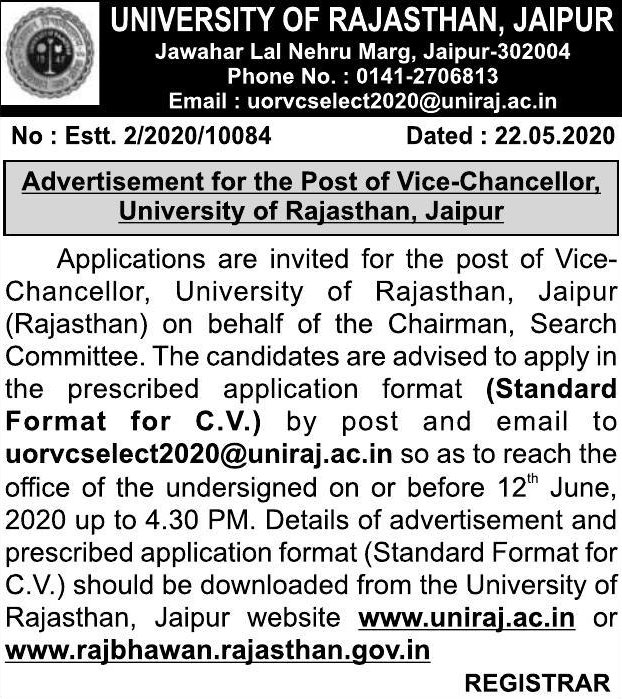 UNIVERSITY OF RAJASTHAN, JAIPUR
Jawahar Lal Nehru Marg, Jaipur-302004
Phone No. : 0141-2706813
Email : uorvcselect2020@uniraj.ac.in
No : Estt. 2/2020/10084 Dated : 22.05.2020
Advertisement for the Post of Vice-Chancellor,
University of Rajasthan, Jaipur
Applications are invited for the post of Vice-
Chancellor, University of Rajasthan, Jaipur
(Rajasthan) on behalf of the Chairman, Search
Committee. The candidates are advised to apply in
the prescribed application format (Standard
Format for C.V.) by post and email to
uorvcselect2020@uniraj.ac.in so as to reach the
office of the undersigned on or before 12th June,
2020 up to 4.30 PM. Details of advertisement and
prescribed application format (Standard Format for
C.V.) should be downloaded from the University of
Rajasthan, Jaipur website www.uniraj.ac.in or
www.rajbhawan.rajasthan.gov.in
REGISTRAR